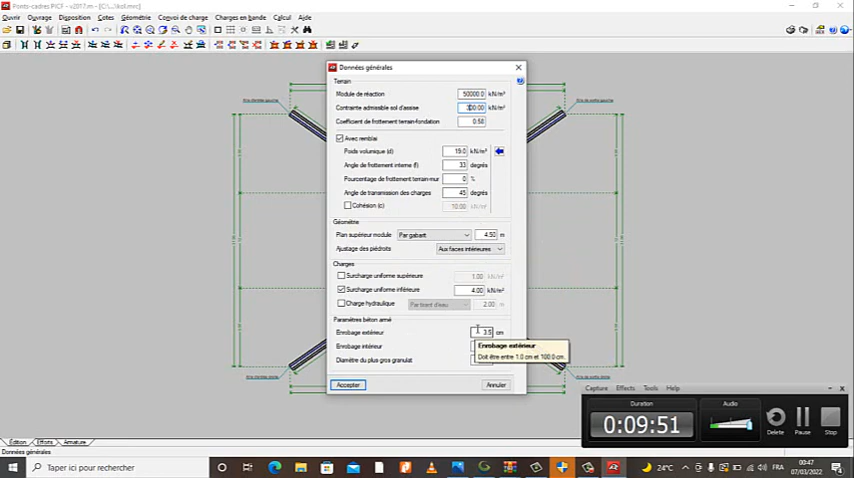 Ponts-cadres PICF - v2017.m - [C:\...\kol.mrc]
Ouvrir Ouvrage Disposition Cotes Géométrie Convoi de charge Charges en bande Calcul Aide
Données générales
Terrain
Module de réaction 50000.0 kN/m³
Contrainte admissible sol d'assise 300.00 kN/m²
Coefficient de frottement terrain-fondation 0.58
Avec remblai
Poids volumique (d) 19.0 kN/m³
Angle de frottement interne (f) 33 degrés
Pourcentage de frottement terrain-mur 0 %
Angle de transmission des charges 45 degrés
Cohésion (c) 10.00 kN/m²
Géométrie
Plan supérieur module Par gabarit 4.50 m
Ajustage des piédroits Aux faces intérieures
Charges
Surcharge uniforme supérieure 1.00 kN/m²
Surcharge uniforme inférieure 4.00 kN/m²
Charge hydraulique Par tirant d'eau 2.00 m
Paramètres béton armé
Enrobage extérieur 3.5 cm
Enrobage intérieur
Diamètre du plus gros granulat
Enrobage extérieur
Doit être entre 1.0 cm et 100.0 cm.
Accepter Annuler
Capture Effects Tools Help
Duration Audio
0:09:51
Delete Pause Stop
Édition Efforts Armature
Données générales
Taper ici pour rechercher
24°C
FRA
00:47
07/03/2022